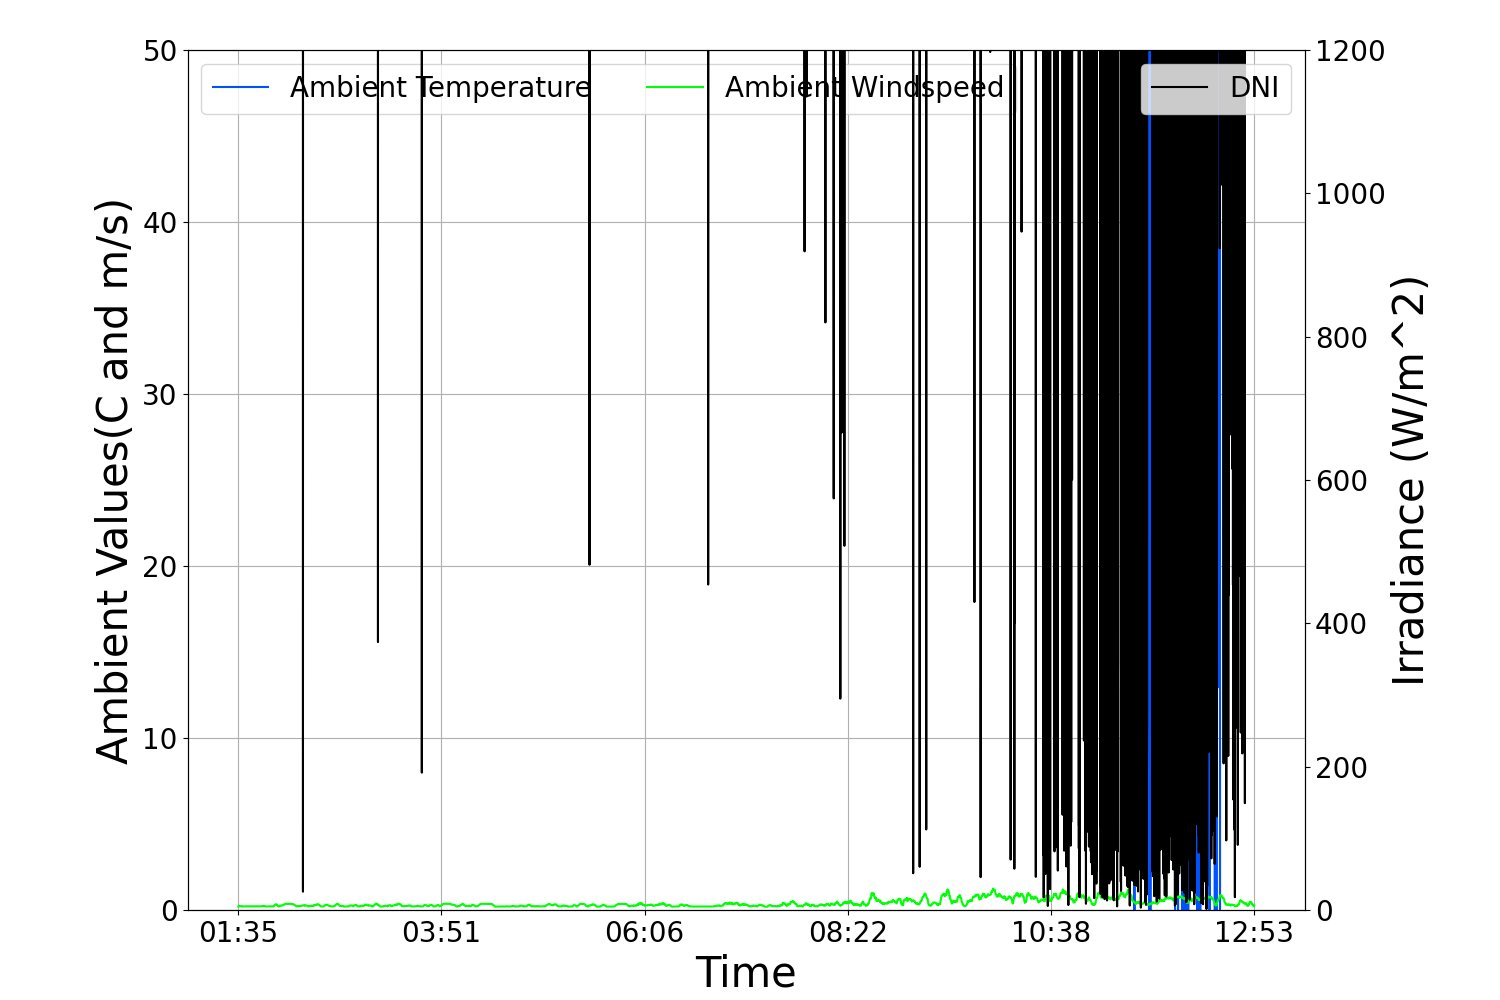 Ambient Temperature
Ambient Windspeed
DNI
Ambient Values(C and m/s)
50
40
30
20
10
0
1200
1000
800
600
400
200
0
Irradiance (W/m^2)
01:35 03:51 06:06 08:22 10:38 12:53
Time